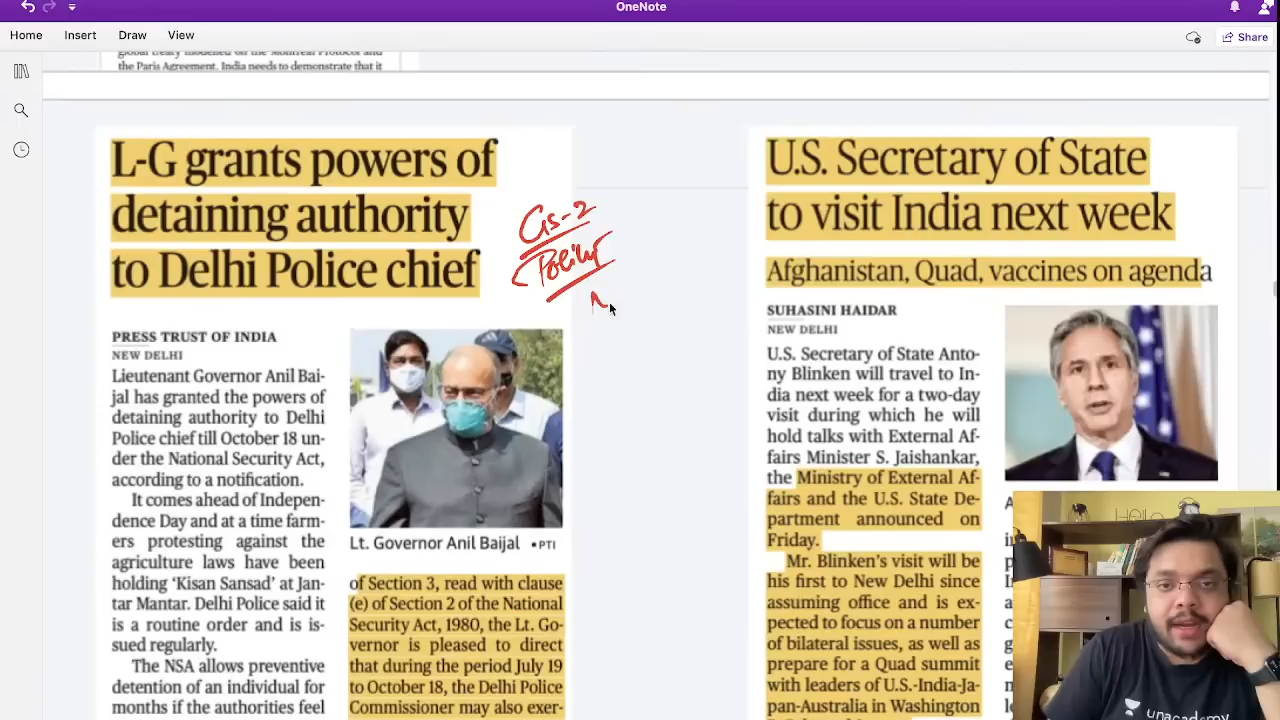 OneNote
Home Insert Draw View Share
global treaty modelled on the Montreal Protocol and
the Paris Agreement. India needs to demonstrate that it
L-G grants powers of
detaining authority
to Delhi Police chief
GS-2
Polity
PRESS TRUST OF INDIA
NEW DELHI
Lieutenant Governor Anil Bai-
jal has granted the powers of
detaining authority to Delhi
Police chief till October 18 un-
der the National Security Act,
according to a notification.
It comes ahead of Indepen-
dence Day and at a time farm-
ers protesting against the
agriculture laws have been
holding ‘Kisan Sansad’ at Jan-
tar Mantar. Delhi Police said it
is a routine order and is is-
sued regularly.
The NSA allows preventive
detention of an individual for
months if the authorities feel
Lt. Governor Anil Baijal •PTI
of Section 3, read with clause
(e) of Section 2 of the National
Security Act, 1980, the Lt. Go-
vernor is pleased to direct
that during the period July 19
to October 18, the Delhi Police
Commissioner may also exer-
U.S. Secretary of State
to visit India next week
Afghanistan, Quad, vaccines on agenda
SUHASINI HAIDAR
NEW DELHI
U.S. Secretary of State Anto-
ny Blinken will travel to In-
dia next week for a two-day
visit during which he will
hold talks with External Af-
fairs Minister S. Jaishankar,
the Ministry of External Af-
fairs and the U.S. State De-
partment announced on
Friday.
Mr. Blinken’s visit will be
his first to New Delhi since
assuming office and is ex-
pected to focus on a number
of bilateral issues, as well as
prepare for a Quad summit
with leaders of U.S.-India-Ja-
pan-Australia in Washington
Hello
unacademy